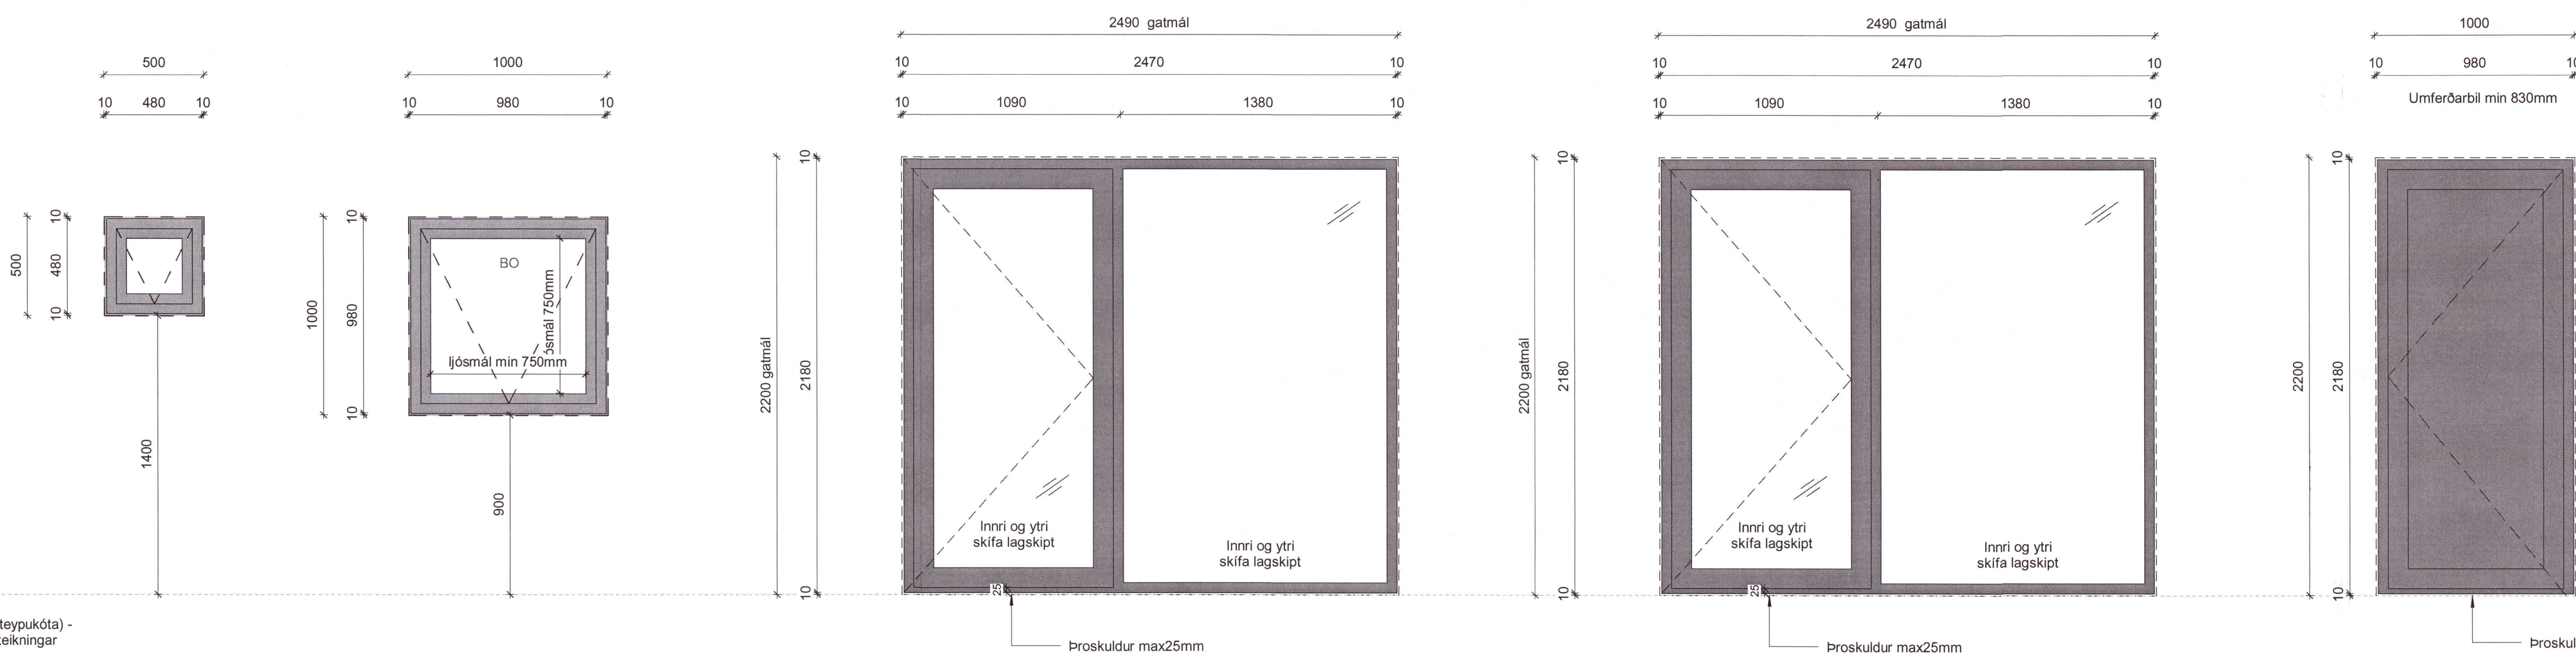 500
10 480 10
500
10
480
10
1400
teypukóta) -
teikningar
1000
10 980 10
1000
10
980
10
BO
ljósmál min 750mm
900
2490 gatmál
10 2470 10
10 1090 1380 10
2200 gatmál
10
2180
10
Innri og ytri
skífa lagskipt
Innri og ytri
skífa lagskipt
25
Þroskuldur max25mm
2490 gatmál
10 2470 10
10 1090 1380 10
2200 gatmál
10
2180
10
Innri og ytri
skífa lagskipt
Innri og ytri
skífa lagskipt
25
Þroskuldur max25mm
1000
10 980 10
Umferðarbil min 830mm
2200
10
2180
10
Þroskul